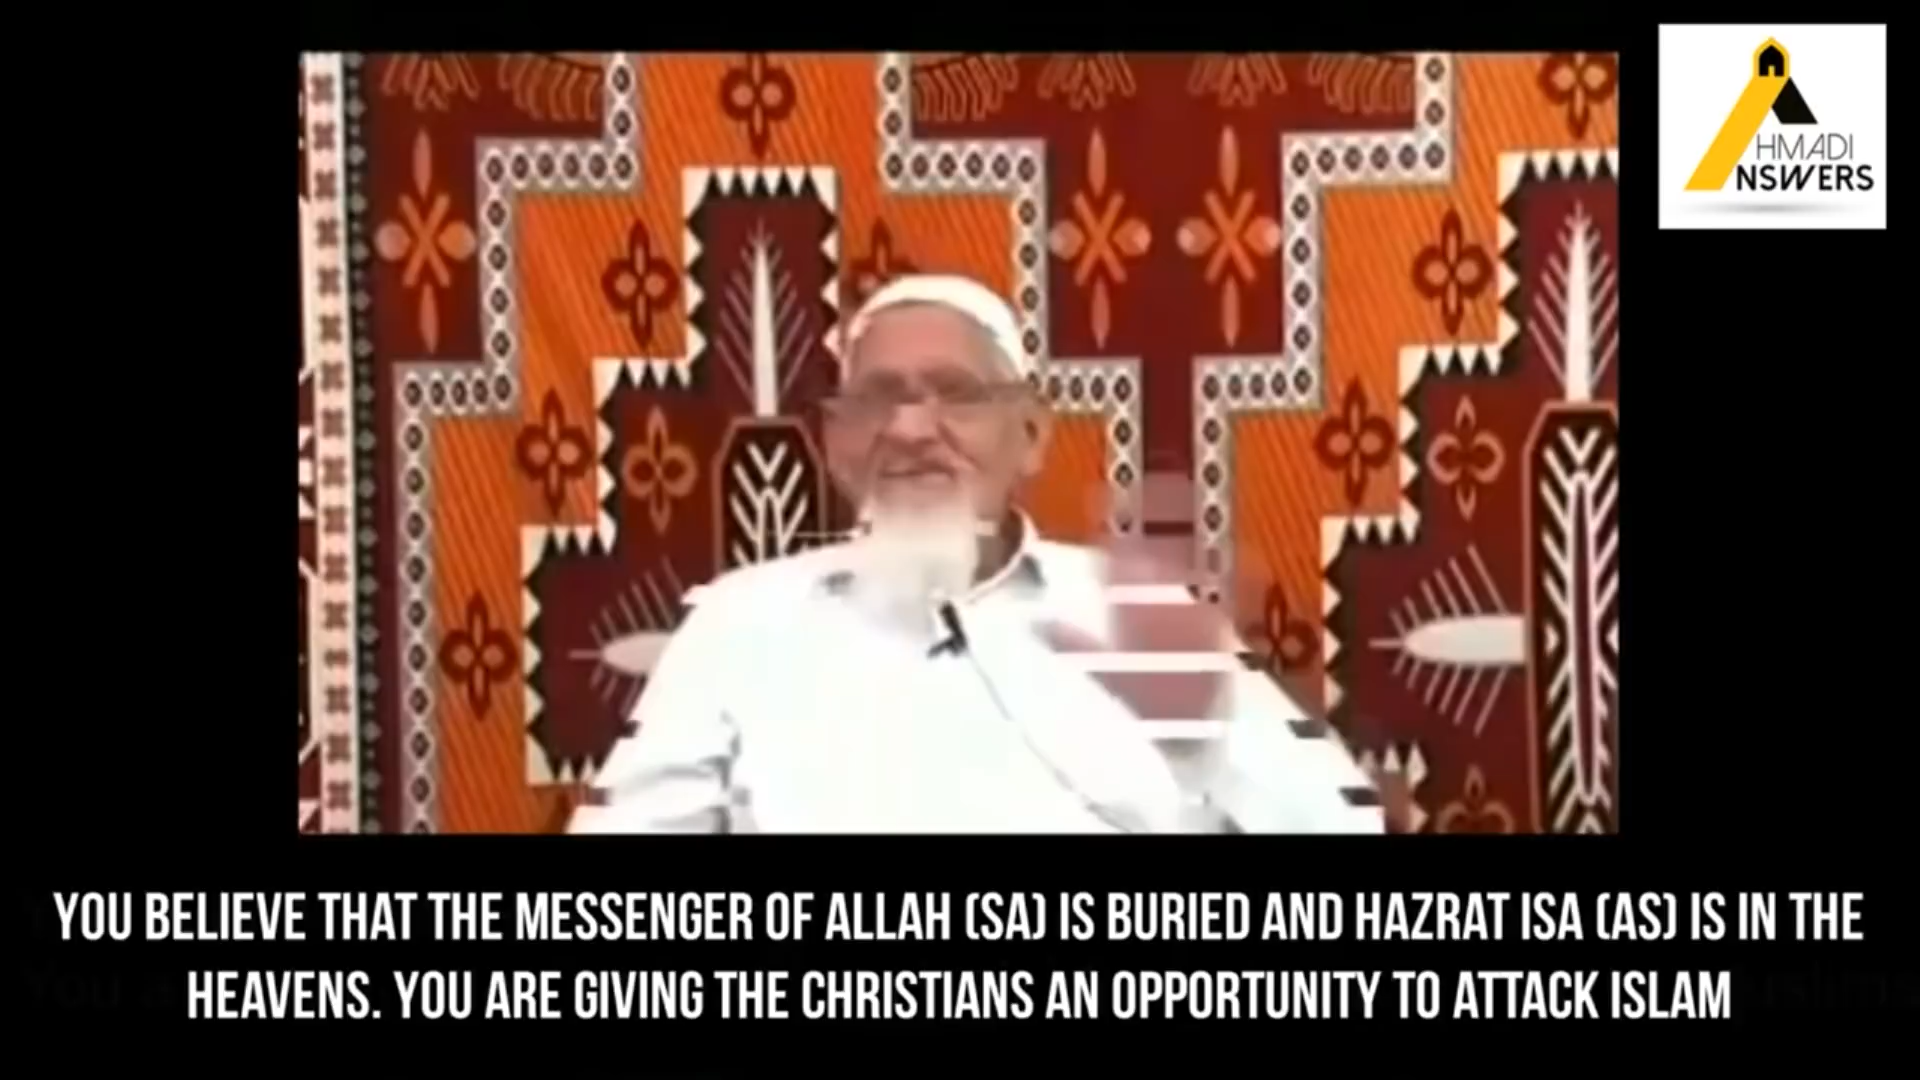 HMADI
NSWERS
YOU BELIEVE THAT THE MESSENGER OF ALLAH (SA) IS BURIED AND HAZRAT ISA (AS) IS IN THE
HEAVENS. YOU ARE GIVING THE CHRISTIANS AN OPPORTUNITY TO ATTACK ISLAM